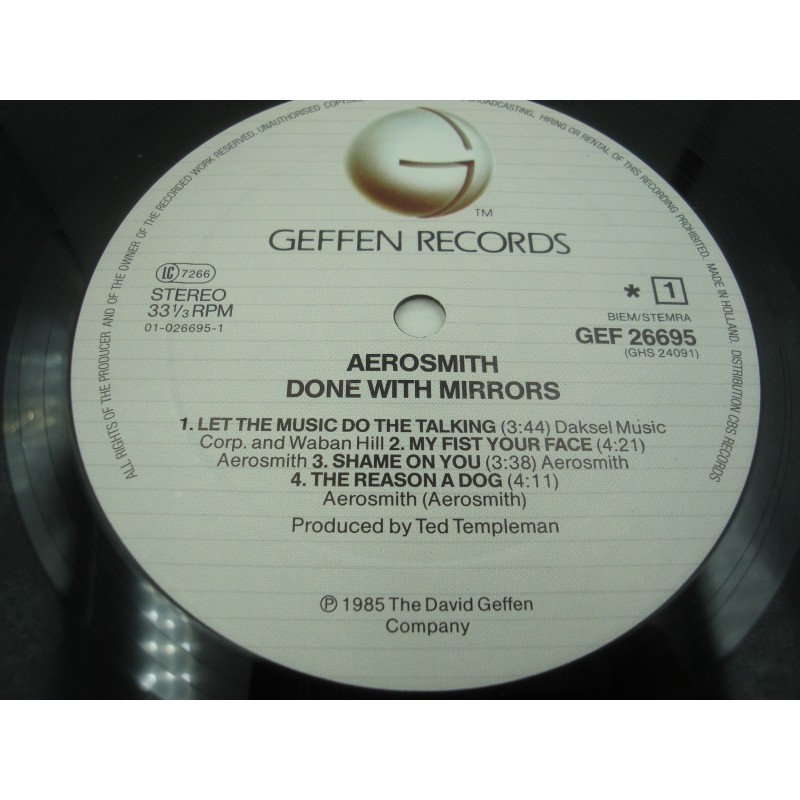 ALL RIGHTS OF THE PRODUCER AND OF THE OWNER OF THE RECORDED WORK RESERVED. UNAUTHORISED BROADCASTING, HIRING OR RENTAL OF THIS RECORDING PROHIBITED. MADE IN HOLLAND. DISTRIBUTION CBS RECORDS
G
TM
GEFFEN RECORDS
LC 7266
STEREO
33 1/3 RPM
01-026695-1
* 1
BIEM/STEMRA
GEF 26695
(GHS 24091)
AEROSMITH
DONE WITH MIRRORS
1. LET THE MUSIC DO THE TALKING (3:44) Daksel Music
Corp. and Waban Hill 2. MY FIST YOUR FACE (4:21)
Aerosmith 3. SHAME ON YOU (3:38) Aerosmith
4. THE REASON A DOG (4:11)
Aerosmith (Aerosmith)
Produced by Ted Templeman
℗ 1985 The David Geffen
Company